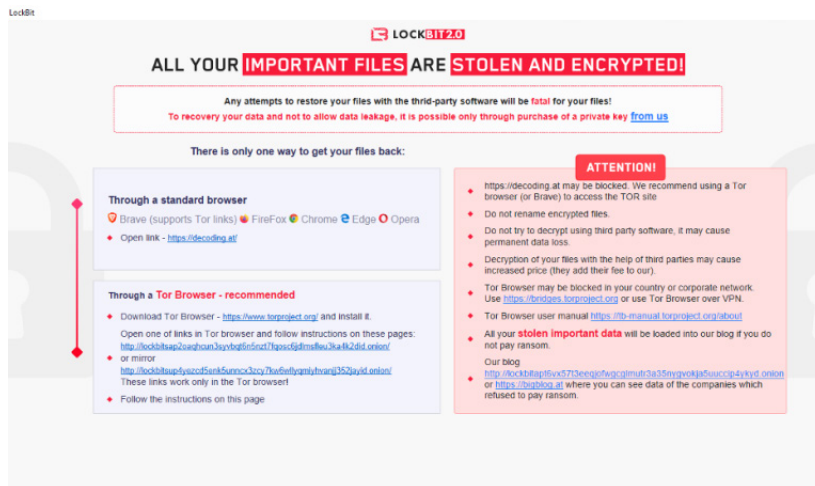 LockBit
LOCKBIT 2.0
ALL YOUR IMPORTANT FILES ARE STOLEN AND ENCRYPTED!
Any attempts to restore your files with the thrid-party software will be fatal for your files!
To recovery your data and not to allow data leakage, it is possible only through purchase of a private key from us
There is only one way to get your files back:
Through a standard browser
Brave (supports Tor links) FireFox Chrome Edge Opera
Open link - https://decoding.at/
Through a Tor Browser - recommended
Download Tor Browser - https://www.torproject.org/ and install it.
Open one of links in Tor browser and follow instructions on these pages:
or mirror
These links work only in the Tor browser!
Follow the instructions on this page
ATTENTION!
https://decoding.at may be blocked. We recommend using a Tor
browser (or Brave) to access the TOR site
Do not rename encrypted files.
Do not try to decrypt using third party software, it may cause
permanent data loss.
Decryption of your files with the help of third parties may cause
increased price (they add their fee to our).
Tor Browser may be blocked in your country or corporate network.
Use https://bridges.torproject.org or use Tor Browser over VPN.
Tor Browser user manual https://tb-manual.torproject.org/about
All your stolen important data will be loaded into our blog if you do
not pay ransom.
Our blog
or https://bigblog.at where you can see data of the companies which
refused to pay ransom.